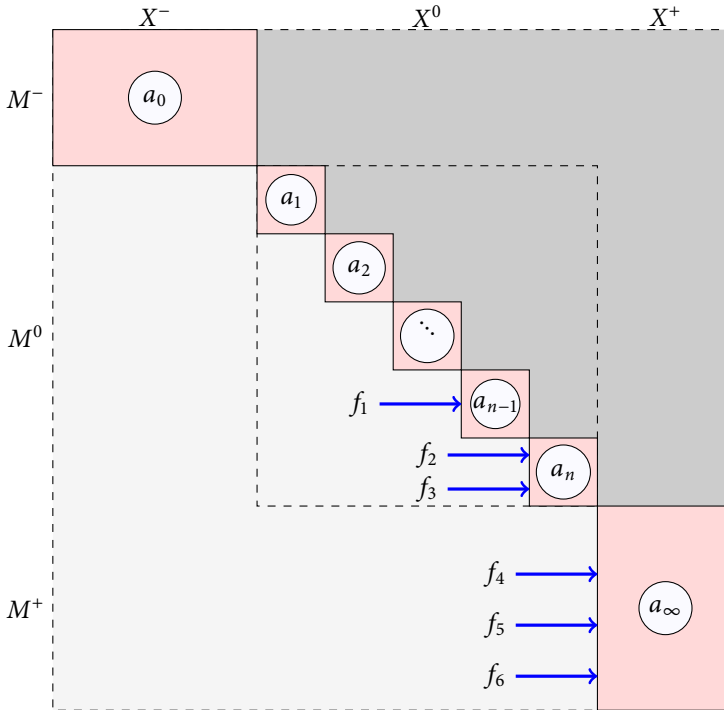 X⁻ X⁰ X⁺
M⁻
a₀
a₁
a₂
M⁰
⋱
f₁ aₙ₋₁
f₂
aₙ
f₃
f₄
M⁺ a∞
f₅
f₆